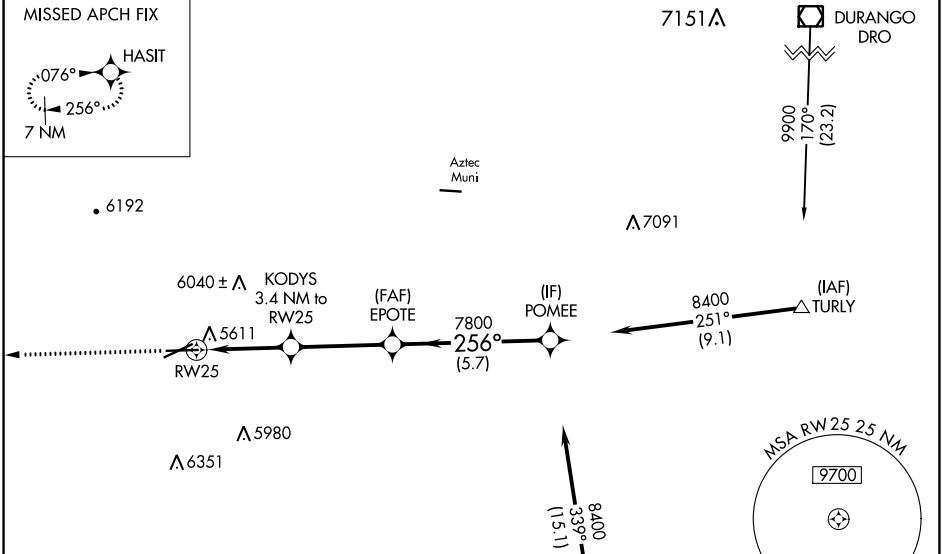 MISSED APCH FIX
HASIT
076°
256°
7 NM
7151
DURANGO
DRO
9900
170°
(23.2)
Aztec
Muni
6192
7091
6040 ±
KODYS
3.4 NM to
RW25
(FAF)
EPOTE
(IF)
POMEE
(IAF)
TURLY
8400
251°
(9.1)
7800
256°
(5.7)
5611
RW25
5980
6351
8400
339°
(15.1)
MSA RW 25 25 NM
9700